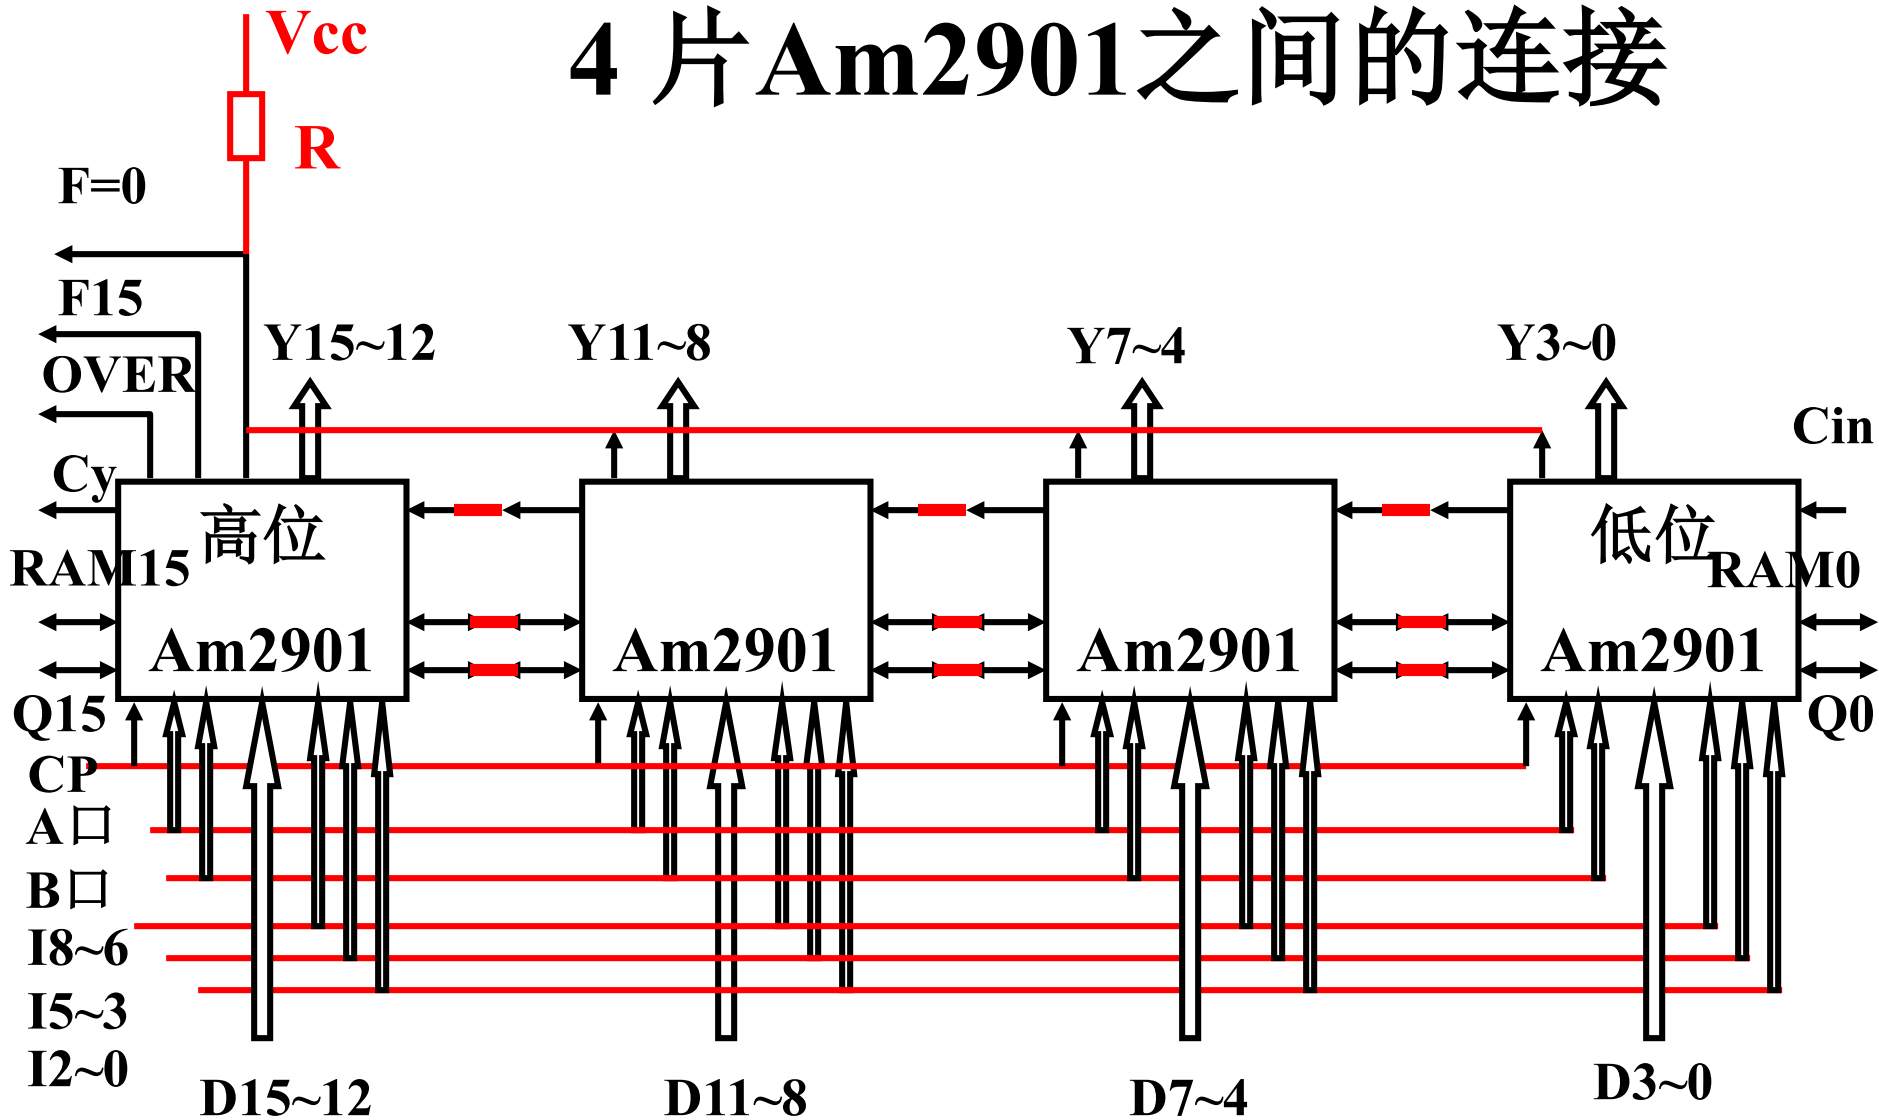 4 片Am2901之间的连接
Vcc
R
F=0
F15
OVER
Cy
Y15~12
Y11~8
Y7~4
Y3~0
Cin
高位
低位
RAM15
RAM0
Am2901
Am2901
Am2901
Am2901
Q15
Q0
CP
A口
B口
I8~6
I5~3
I2~0
D15~12
D11~8
D7~4
D3~0